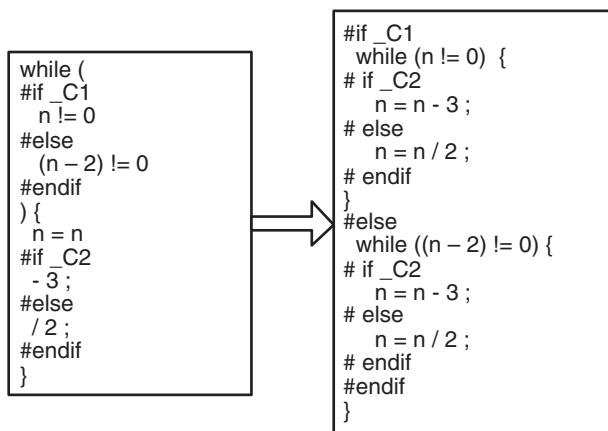 while (
#if _C1
n != 0
#else
(n – 2) != 0
#endif
) {
n = n
#if _C2
- 3 ;
#else
/ 2 ;
#endif
}
#if _C1
while (n != 0) {
# if _C2
n = n - 3 ;
# else
n = n / 2 ;
# endif
}
#else
while ((n – 2) != 0) {
# if _C2
n = n - 3 ;
# else
n = n / 2 ;
# endif
#endif
}